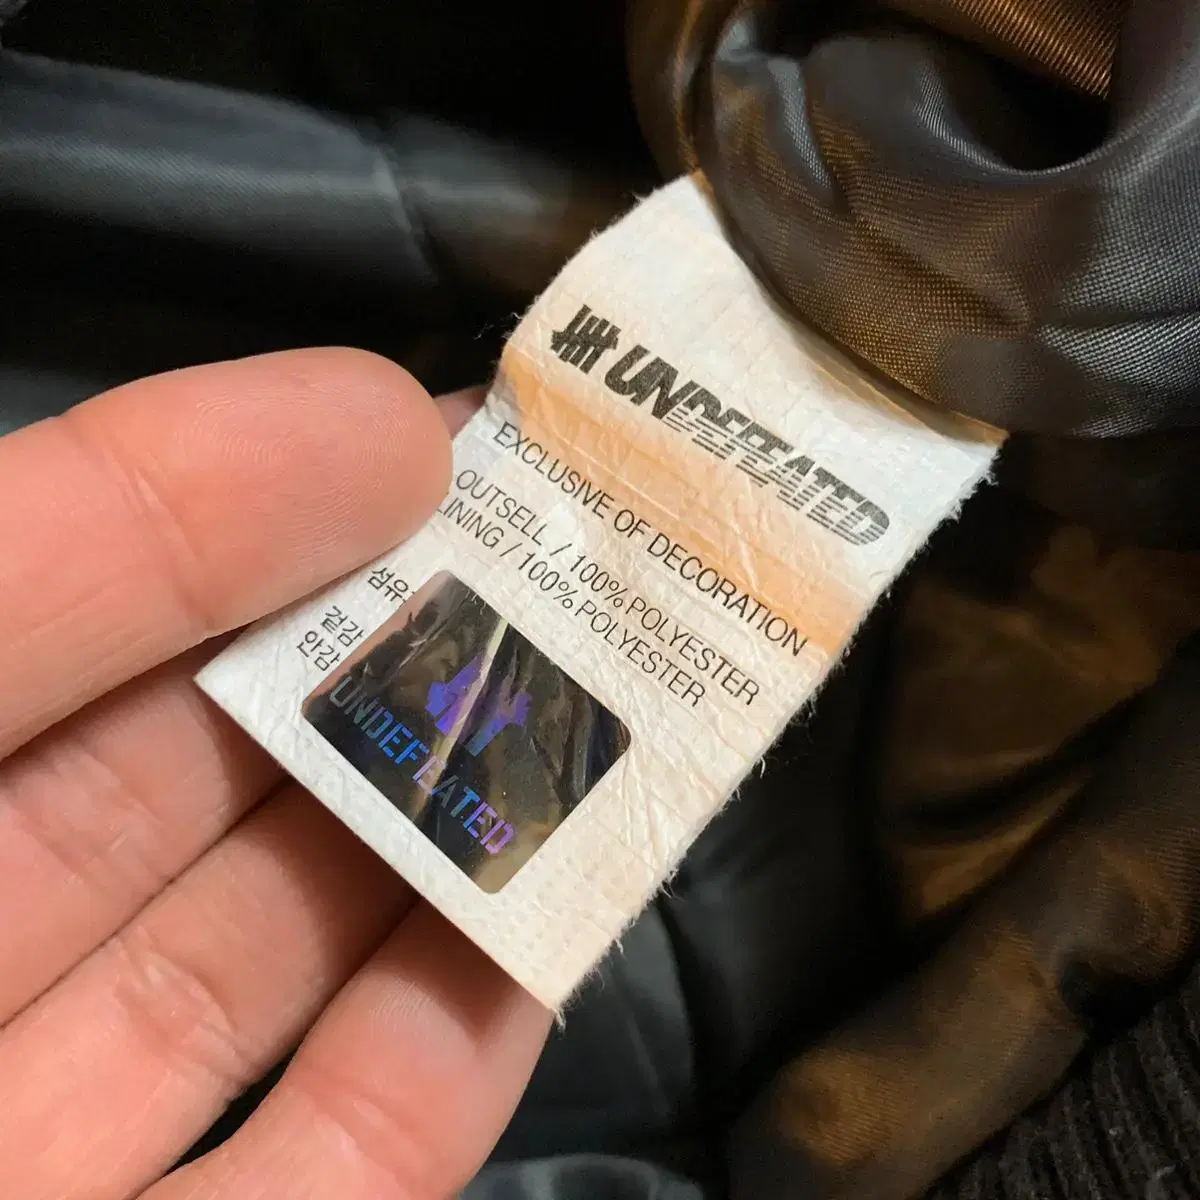 UNDEFEATED
EXCLUSIVE OF DECORATION
OUTSELL / 100% POLYESTER
LINING / 100% POLYESTER
섬유
겉감
안감
UNDEFEATED